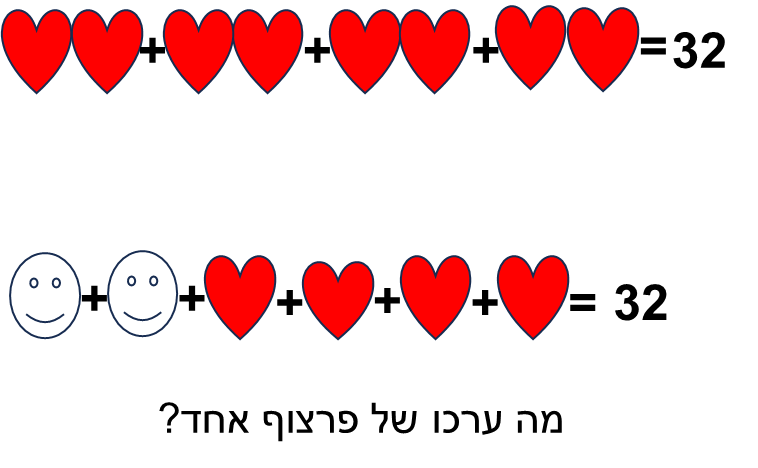 + + + =32
+ + + + + = 32
מה ערכו של פרצוף אחד?